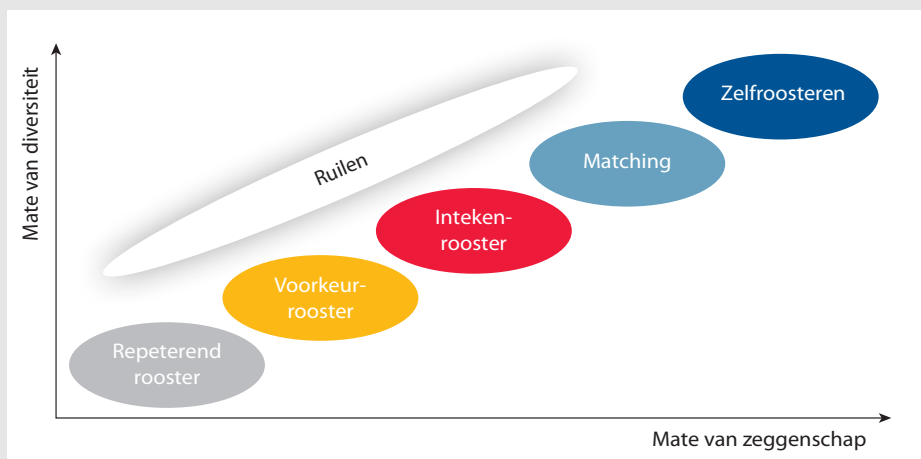 Mate van diversiteit
Zelfroosteren
Matching
Ruilen
Inteken-
rooster
Voorkeur-
rooster
Repeterend
rooster
Mate van zeggenschap